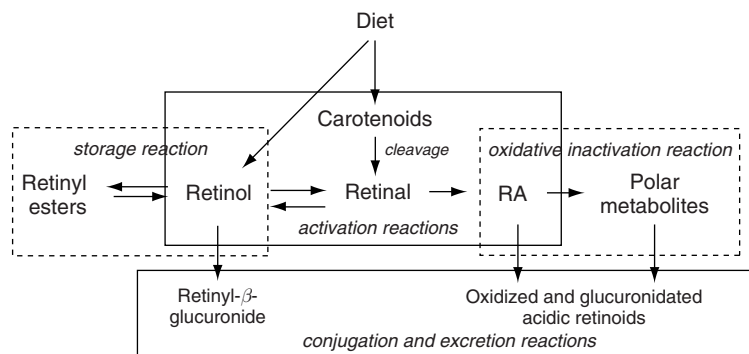 Diet
Carotenoids
storage reaction
cleavage
oxidative inactivation reaction
Retinyl
esters
Retinol
Retinal
RA
Polar
metabolites
activation reactions
Retinyl-β-
glucuronide
Oxidized and glucuronidated
acidic retinoids
conjugation and excretion reactions